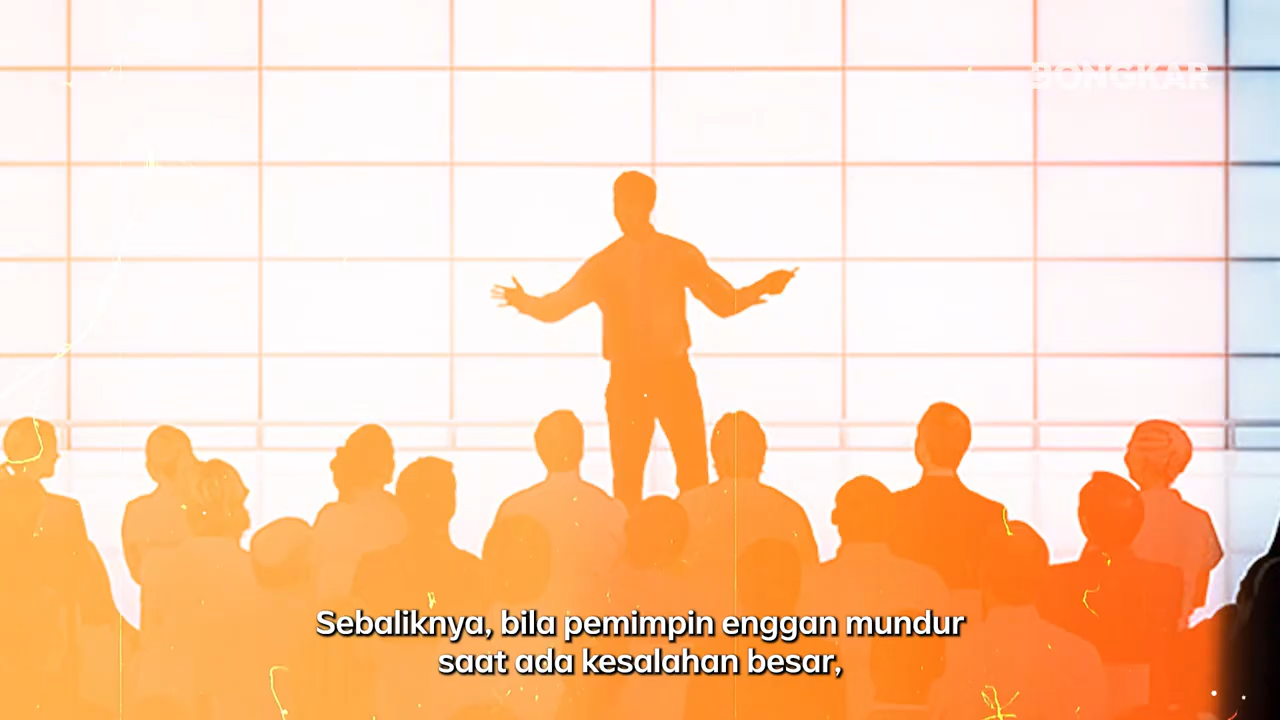 BONGKAR
Sebaliknya, bila pemimpin enggan mundur
saat ada kesalahan besar,